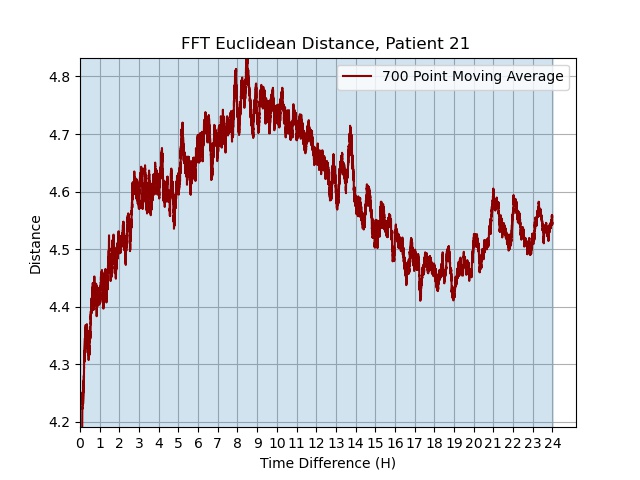 FFT Euclidean Distance, Patient 21
700 Point Moving Average
4.8
4.7
4.6
4.5
4.4
4.3
4.2
Distance
0 1 2 3 4 5 6 7 8 9 10 11 12 13 14 15 16 17 18 19 20 21 22 23 24
Time Difference (H)